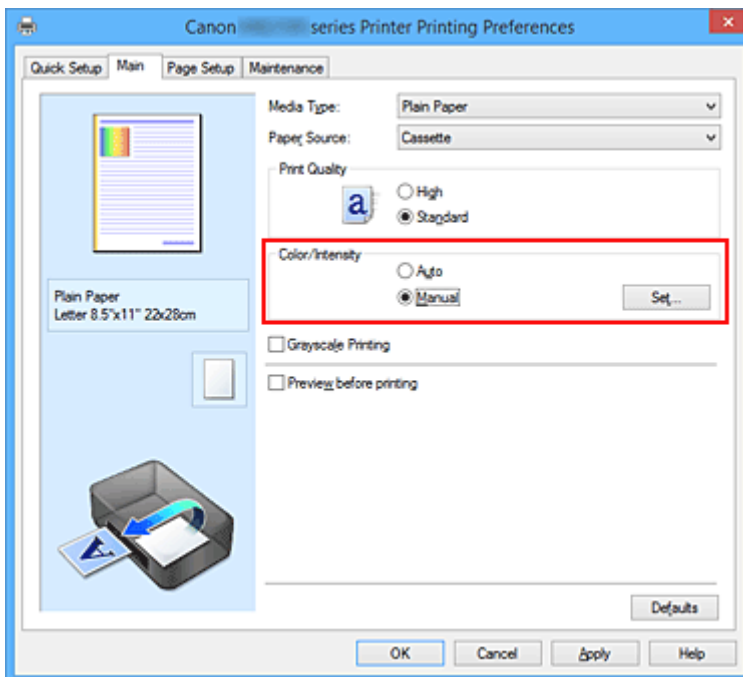 Canon series Printer Printing Preferences
Quick Setup Main Page Setup Maintenance
Media Type: Plain Paper
Paper Source: Cassette
Print Quality
a
High
Standard
Color/Intensity
Auto
Manual Set...
Plain Paper
Letter 8.5"x11" 22x28cm
Grayscale Printing
Preview before printing
A
Defaults
OK Cancel Apply Help